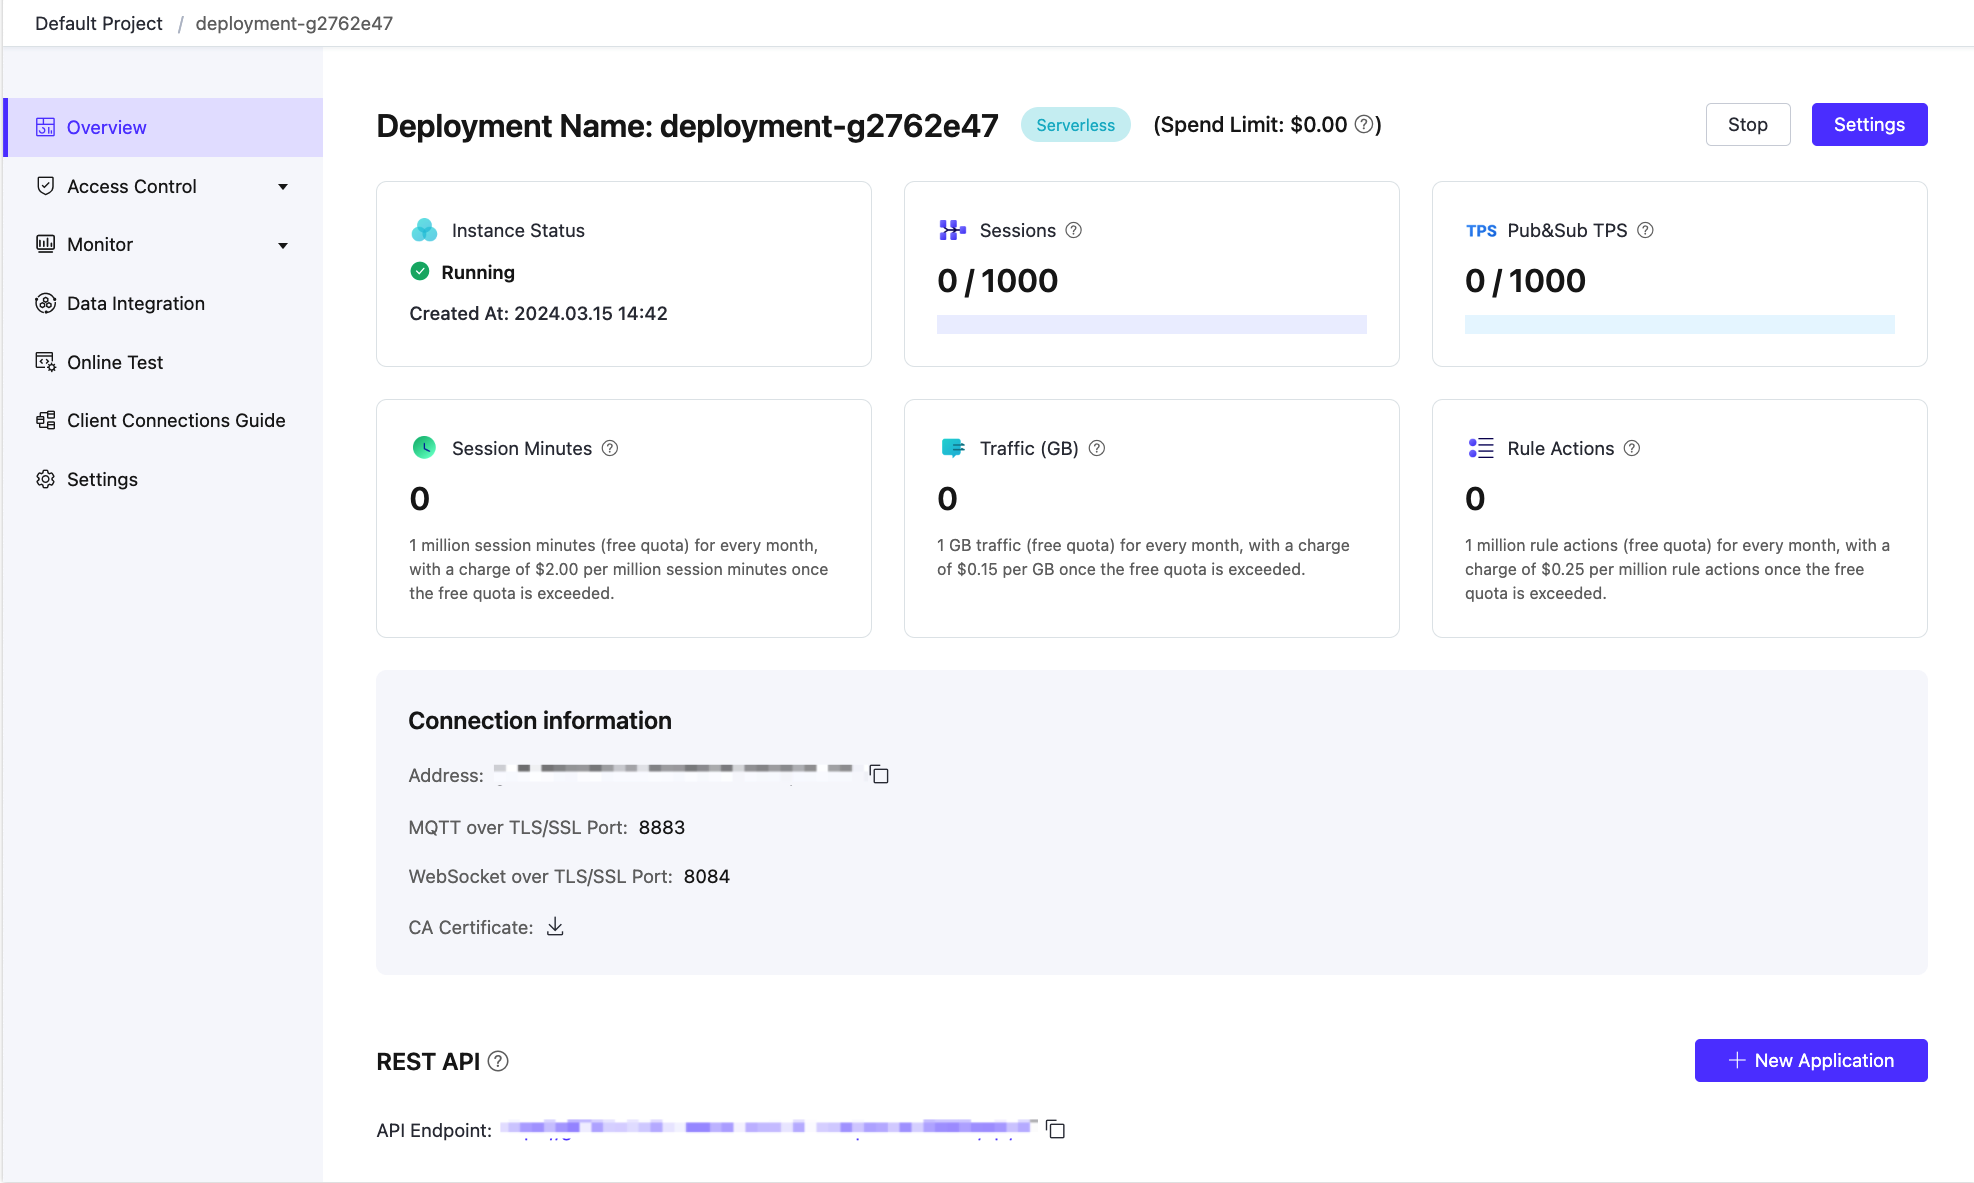 Default Project / deployment-g2762e47
Overview
Access Control
Monitor
Data Integration
Online Test
Client Connections Guide
Settings
Deployment Name: deployment-g2762e47 Serverless (Spend Limit: $0.00 ?)
Stop
Settings
Instance Status
Running
Created At: 2024.03.15 14:42
Sessions ?
0 / 1000
TPS Pub&Sub TPS ?
0 / 1000
Session Minutes ?
0
1 million session minutes (free quota) for every month,
with a charge of $2.00 per million session minutes once
the free quota is exceeded.
Traffic (GB) ?
0
1 GB traffic (free quota) for every month, with a charge
of $0.15 per GB once the free quota is exceeded.
Rule Actions ?
0
1 million rule actions (free quota) for every month, with a
charge of $0.25 per million rule actions once the free
quota is exceeded.
Connection information
Address:
MQTT over TLS/SSL Port: 8883
WebSocket over TLS/SSL Port: 8084
CA Certificate:
REST API ?
+ New Application
API Endpoint: